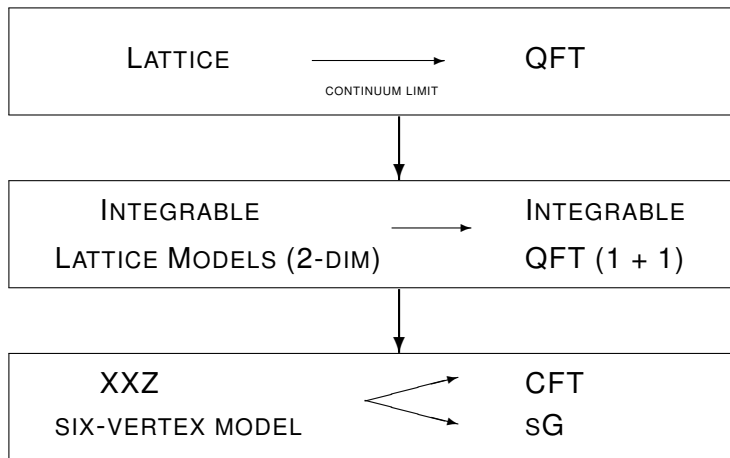 LATTICE QFT
CONTINUUM LIMIT
INTEGRABLE INTEGRABLE
LATTICE MODELS (2-DIM) QFT (1 + 1)
XXZ CFT
SIX-VERTEX MODEL SG